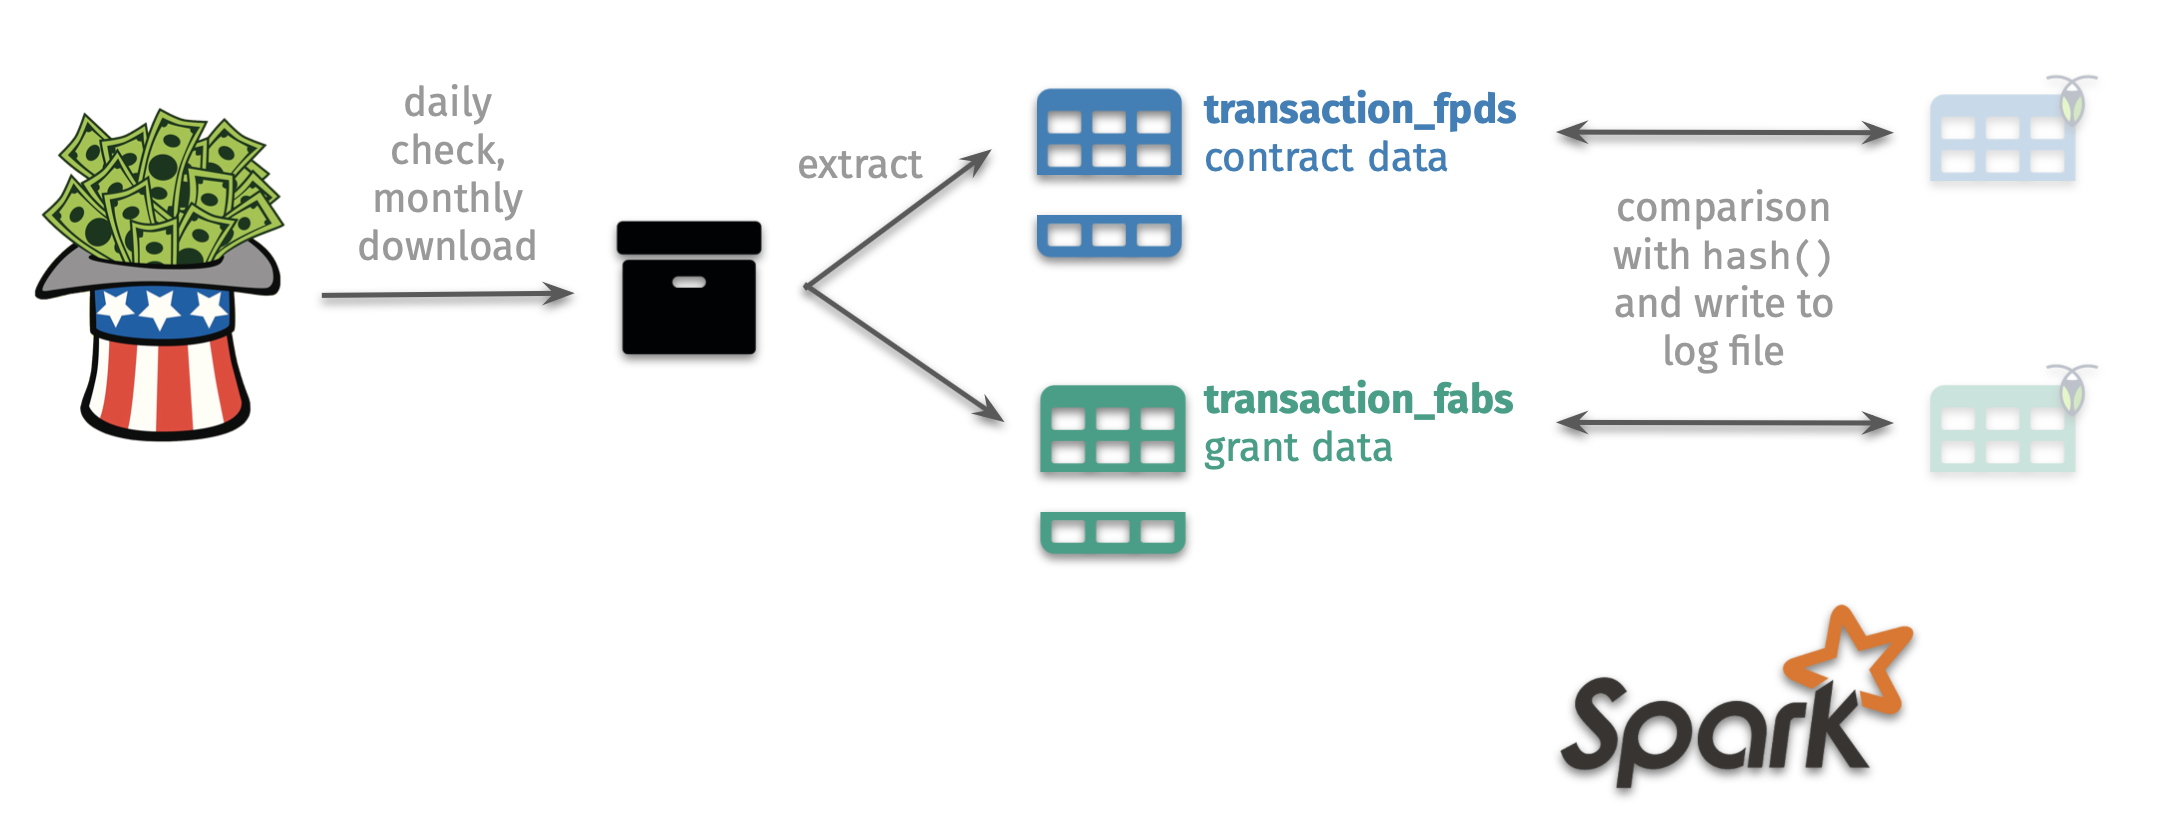 daily
check,
monthly
download
extract
transaction_fpds
contract data
comparison
with hash()
and write to
log file
transaction_fabs
grant data
Spark